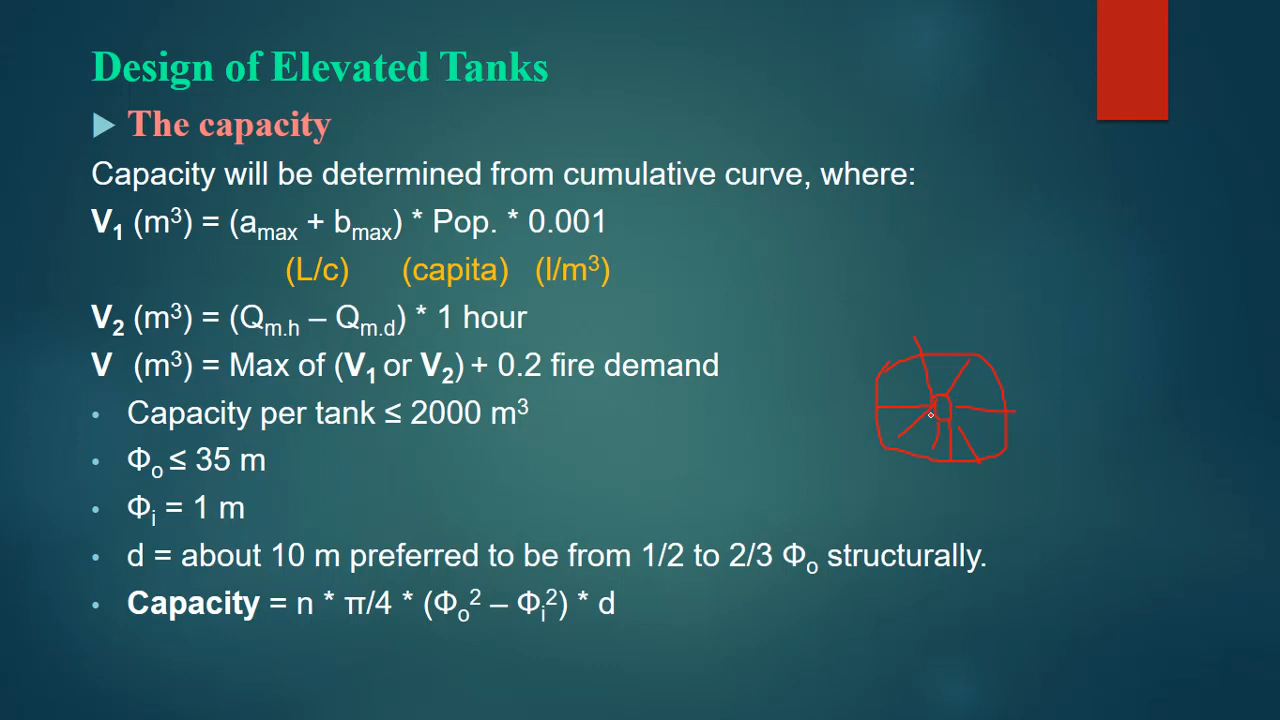 Design of Elevated Tanks
The capacity
Capacity will be determined from cumulative curve, where:
V₁ (m³) = (aₘₐₓ + bₘₐₓ) * Pop. * 0.001
(L/c) (capita) (l/m³)
V₂ (m³) = (Qm.h – Qm.d) * 1 hour
V (m³) = Max of (V₁ or V₂) + 0.2 fire demand
• Capacity per tank ≤ 2000 m³
• Φₒ ≤ 35 m
• Φᵢ = 1 m
• d = about 10 m preferred to be from 1/2 to 2/3 Φₒ structurally.
• Capacity = n * π/4 * (Φₒ² – Φᵢ²) * d